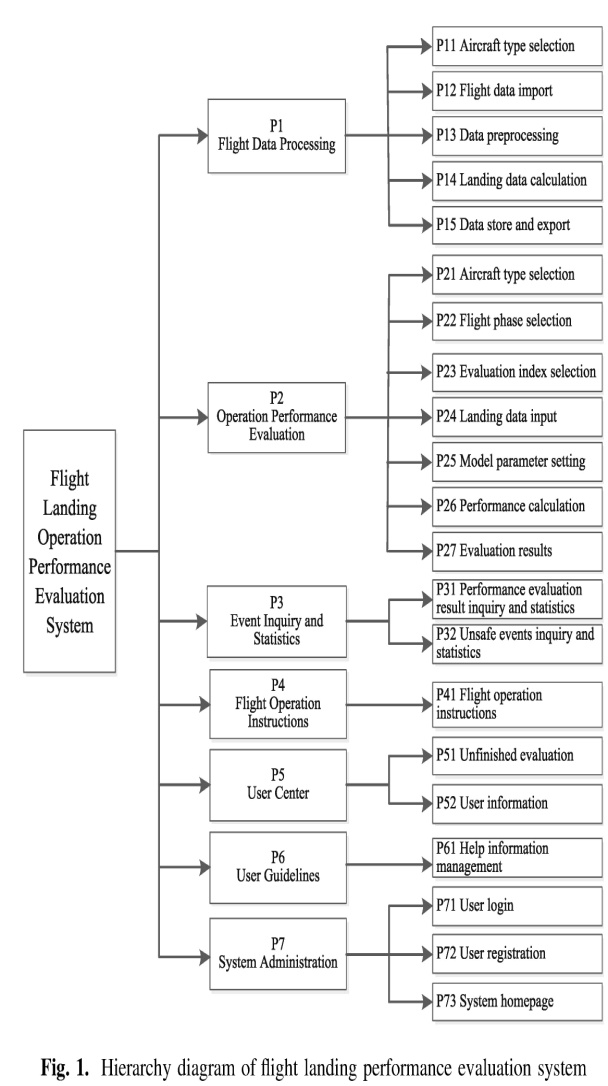 Flight
Landing
Operation
Performance
Evaluation
System
P1
Flight Data Processing
P11 Aircraft type selection
P12 Flight data import
P13 Data preprocessing
P14 Landing data calculation
P15 Data store and export
P2
Operation Performance
Evaluation
P21 Aircraft type selection
P22 Flight phase selection
P23 Evaluation index selection
P24 Landing data input
P25 Model parameter setting
P26 Performance calculation
P27 Evaluation results
P3
Event Inquiry and
Statistics
P31 Performance evaluation
result inquiry and statistics
P32 Unsafe events inquiry and
statistics
P4
Flight Operation
Instructions
P41 Flight operation
instructions
P5
User Center
P51 Unfinished evaluation
P52 User information
P6
User Guidelines
P61 Help information
management
P7
System Administration
P71 User login
P72 User registration
P73 System homepage
Fig. 1. Hierarchy diagram of flight landing performance evaluation system